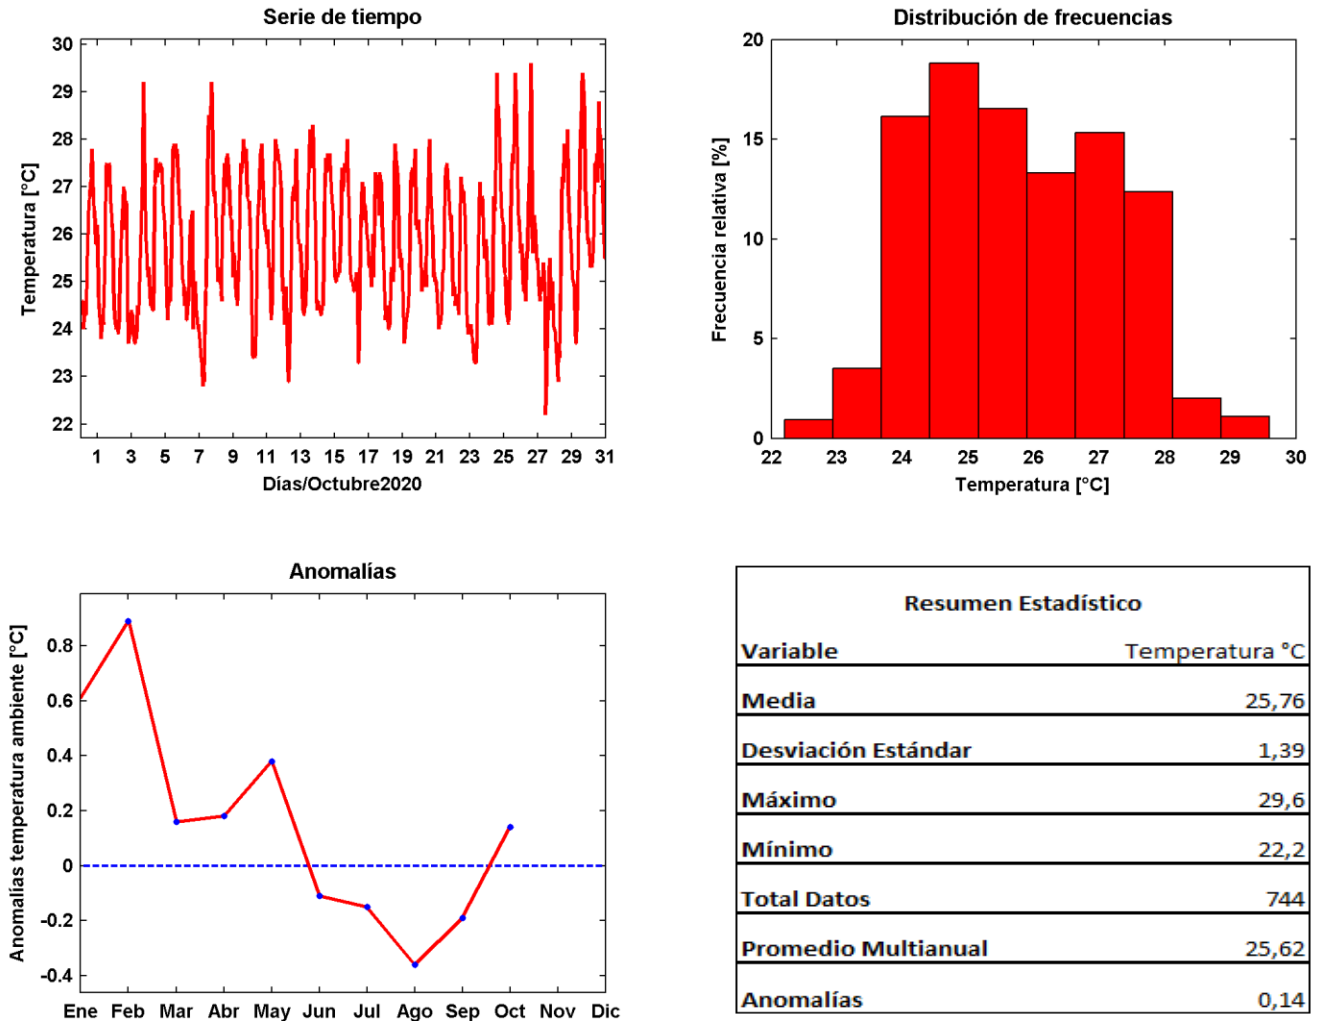 Serie de tiempo
Temperatura [°C]
30
29
28
27
26
25
24
23
22
1 3 5 7 9 11 13 15 17 19 21 23 25 27 29 31
Días/Octubre2020
Distribución de frecuencias
Frecuencia relativa [%]
20
15
10
5
0
22 23 24 25 26 27 28 29 30
Temperatura [°C]
Anomalías
Anomalías temperatura ambiente [°C]
0.8
0.6
0.4
0.2
0
-0.2
-0.4
Ene Feb Mar Abr May Jun Jul Ago Sep Oct Nov Dic
Resumen Estadístico
Variable Temperatura °C
Media 25,76
Desviación Estándar 1,39
Máximo 29,6
Mínimo 22,2
Total Datos 744
Promedio Multianual 25,62
Anomalías 0,14